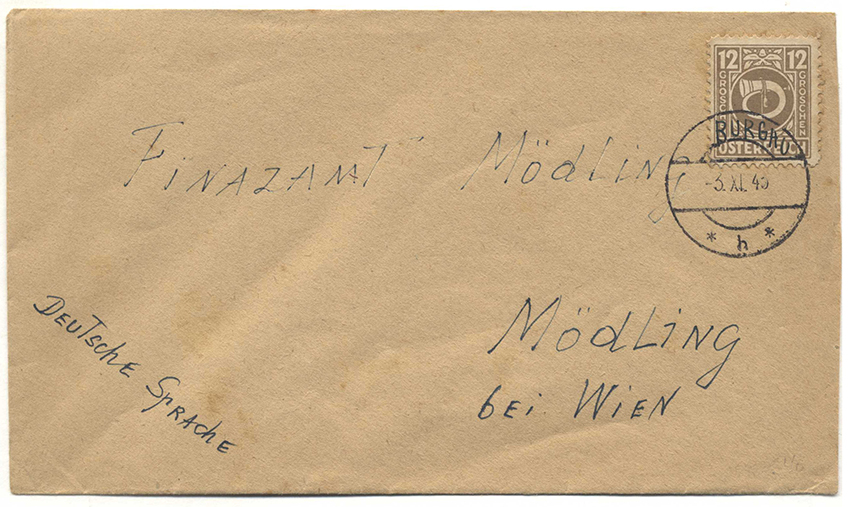 12 12
GROSCHEN GROSCHEN
ÖSTERREICH
BURGAU
-3. XI. 45
* h *
FINAZAMT MÖDLING
MÖDLING
BEI WIEN
DEUTSCHE SPRACHE